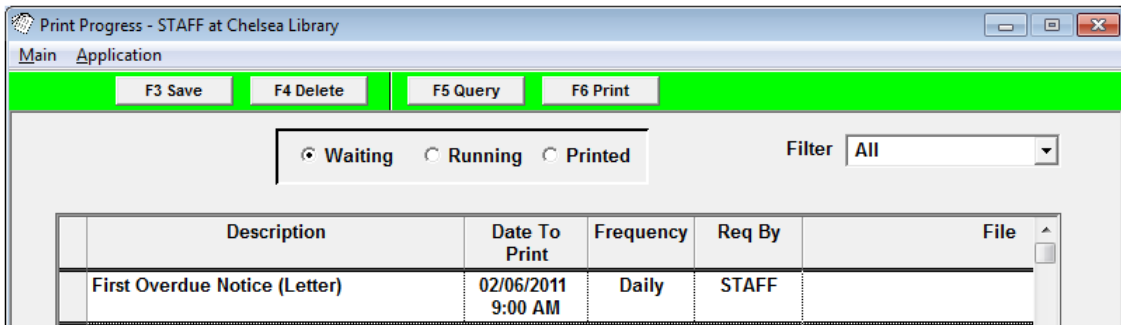 Print Progress - STAFF at Chelsea Library
Main Application
F3 Save F4 Delete F5 Query F6 Print
Waiting Running Printed Filter All
Description Date To Print Frequency Req By File
First Overdue Notice (Letter) 02/06/2011 9:00 AM Daily STAFF